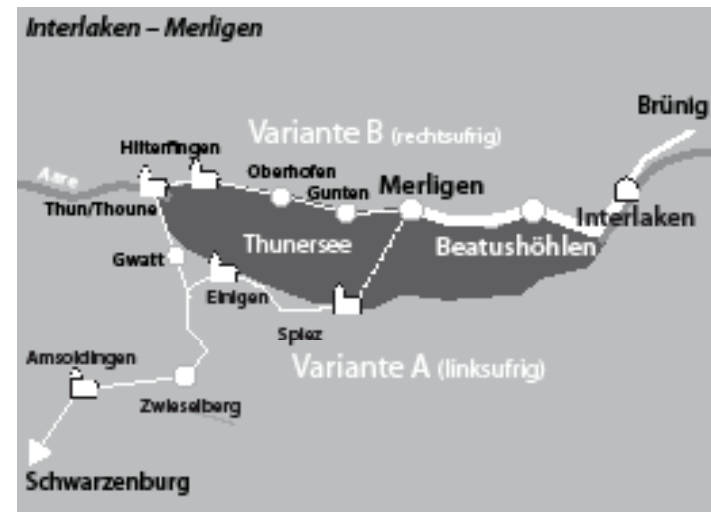 Interlaken – Merligen
Brünig
Variante B (rechtsufrig)
Hilterfingen
Oberhofen
Aare
Gunten
Merligen
Thun/Thoune
Interlaken
Thunersee
Beatushöhlen
Gwatt
Einigen
Spiez
Amsoldingen
Variante A (linksufrig)
Zwieselberg
Schwarzenburg